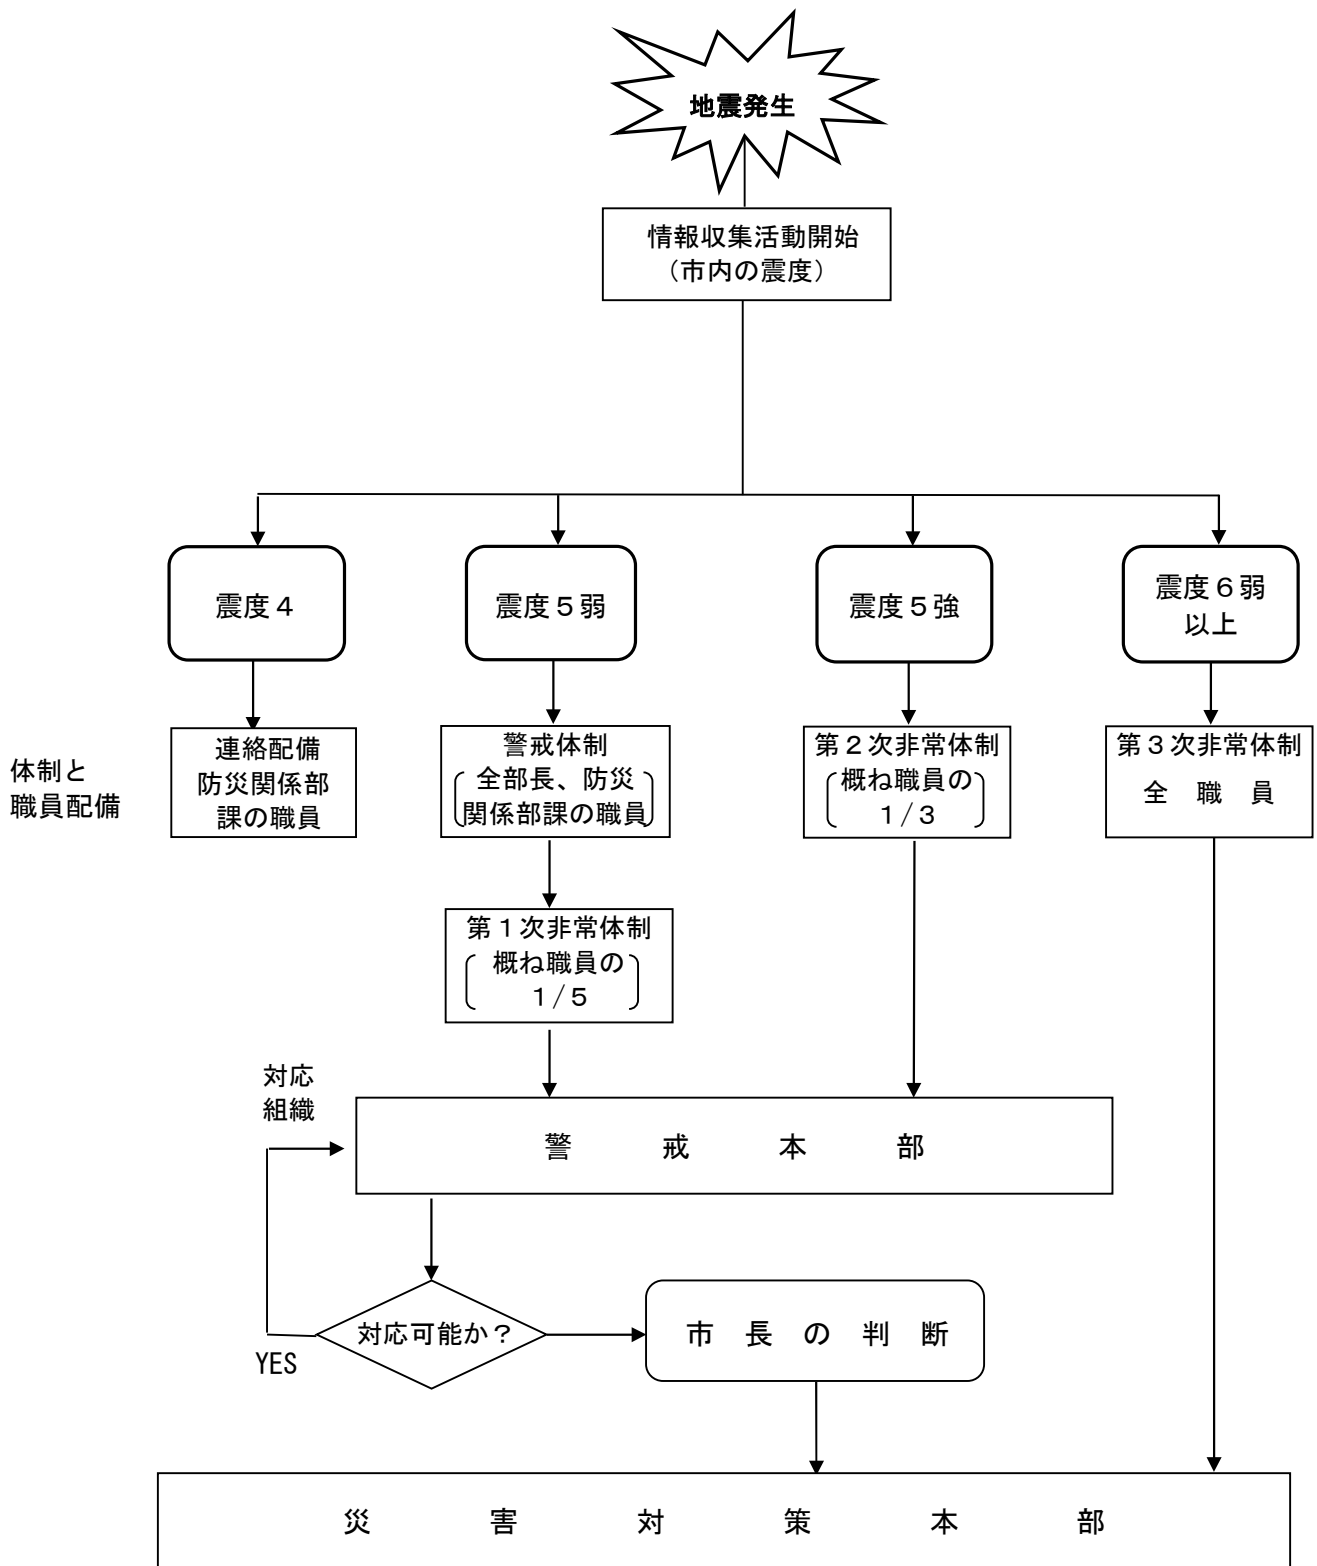 地震発生
情報収集活動開始
（市内の震度）
震度４
震度５弱
震度５強
震度６弱
以上
体制と
職員配備
連絡配備
防災関係部
課の職員
警戒体制
全部長、防災
関係部課の職員
第２次非常体制
概ね職員の
１/３
第３次非常体制
全　職　員
第１次非常体制
概ね職員の
１/５
対応
組織
警　戒　本　部
対応可能か？
YES
市　長　の　判　断
災　害　対　策　本　部